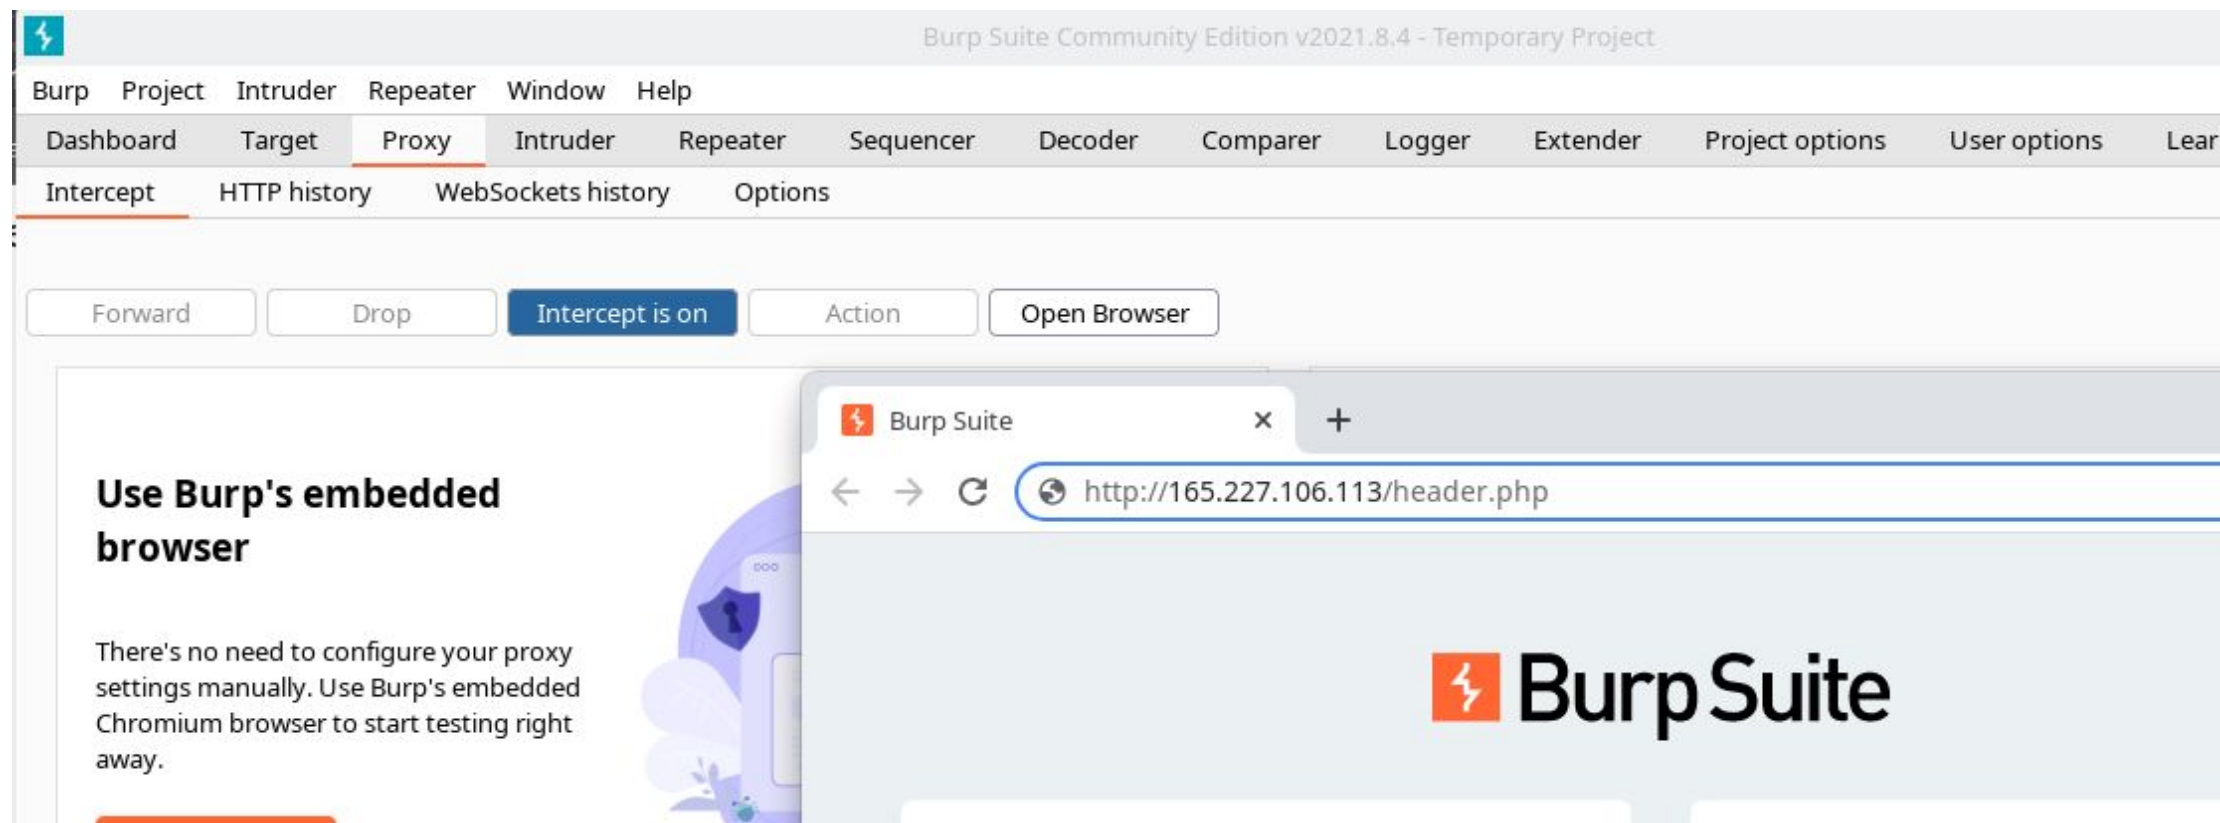 Burp Suite Community Edition v2021.8.4 - Temporary Project
Burp Project Intruder Repeater Window Help
Dashboard Target Proxy Intruder Repeater Sequencer Decoder Comparer Logger Extender Project options User options Lear
Intercept HTTP history WebSockets history Options
Forward Drop Intercept is on Action Open Browser
Burp Suite
http://165.227.106.113/header.php
Use Burp's embedded
browser
There's no need to configure your proxy
settings manually. Use Burp's embedded
Chromium browser to start testing right
away.
Burp Suite